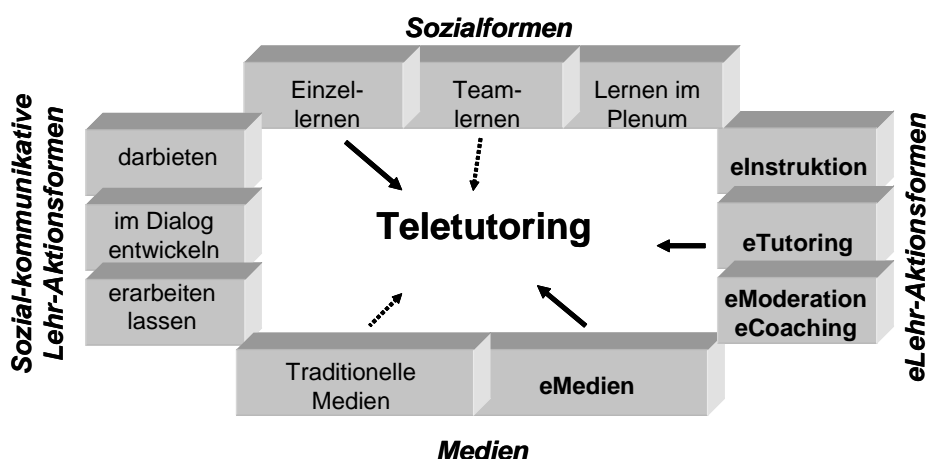 Sozialformen
Einzel-
lernen
Team-
lernen
Lernen im
Plenum
Sozial-kommunikative
Lehr-Aktionsformen
darbieten
im Dialog
entwickeln
erarbeiten
lassen
Teletutoring
eInstruktion
eTutoring
eModeration
eCoaching
eLehr-Aktionsformen
Traditionelle
Medien
eMedien
Medien